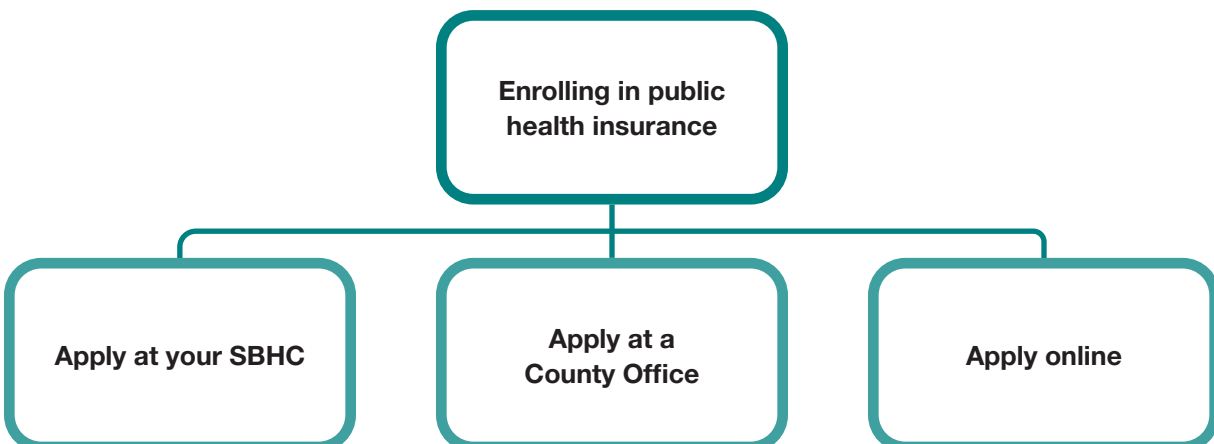 Enrolling in public
health insurance
Apply at your SBHC
Apply at a
County Office
Apply online